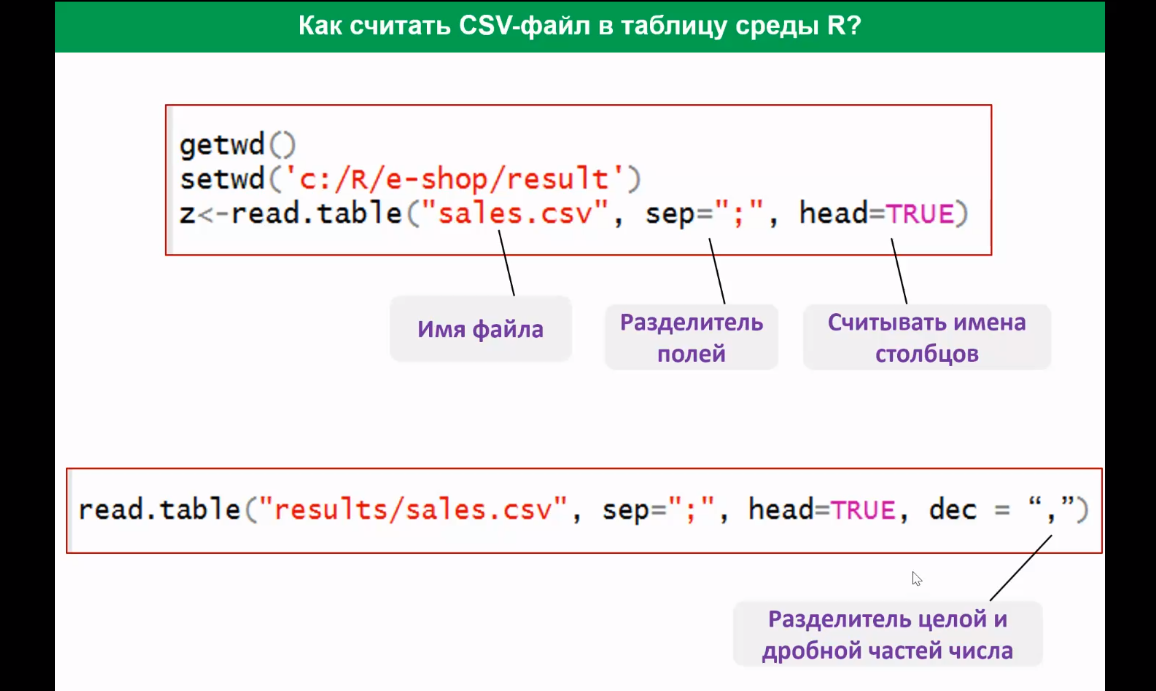 Как считать CSV-файл в таблицу среды R?
getwd()
setwd('c:/R/e-shop/result')
z<-read.table("sales.csv", sep=";", head=TRUE)
Имя файла
Разделитель
полей
Считывать имена
столбцов
read.table("results/sales.csv", sep=";", head=TRUE, dec = “,”)
Разделитель целой и
дробной частей числа